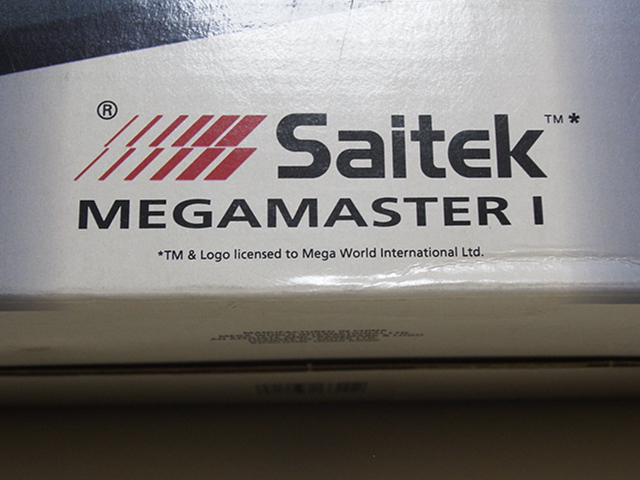 ® Saitek ™*
MEGAMASTER I
*TM & Logo licensed to Mega World International Ltd.